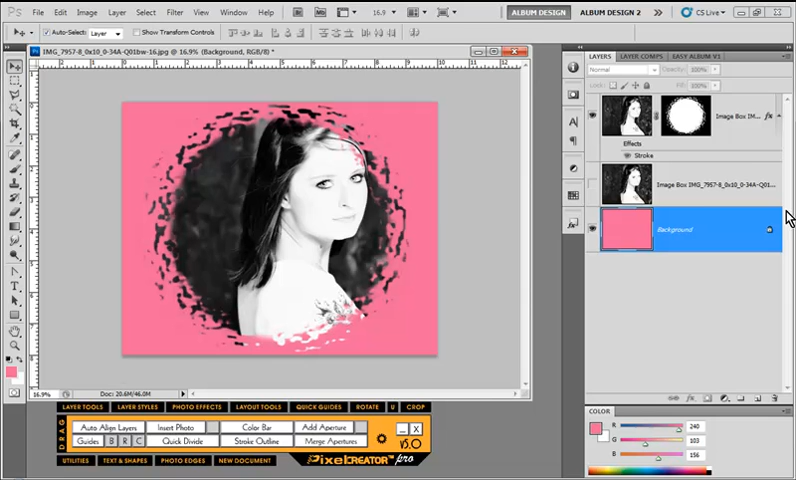 Ps File Edit Image Layer Select Filter View Window Help 16.9 ALBUM DESIGN ALBUM DESIGN 2 CS Live
Auto-Select: Layer Show Transform Controls
IMG_7957-8_0x10_0-34A-Q01bw-16.jpg @ 16.9% (Background, RGB/8) *
LAYERS LAYER COMPS EASY ALBUM V1
Normal Opacity: 100%
Lock: Fill: 100%
Image Box IM... fx
Effects
Stroke
Image Box IMG_7957-8_0x10_0-34A-Q01...
Background
16.9% Doc: 20.6M/46.0M
LAYER TOOLS LAYER STYLES PHOTO EFFECTS LAYOUT TOOLS QUICK GUIDES ROTATE U CROP
DRAG
Auto Align Layers Insert Photo Color Bar Add Aperture _ X
Guides B R C Quick Divide Stroke Outline Merge Apertures v5.0
UTILITIES TEXT & SHAPES PHOTO EDGES NEW DOCUMENT PixelCreator pro
COLOR
R 240
G 103
B 156